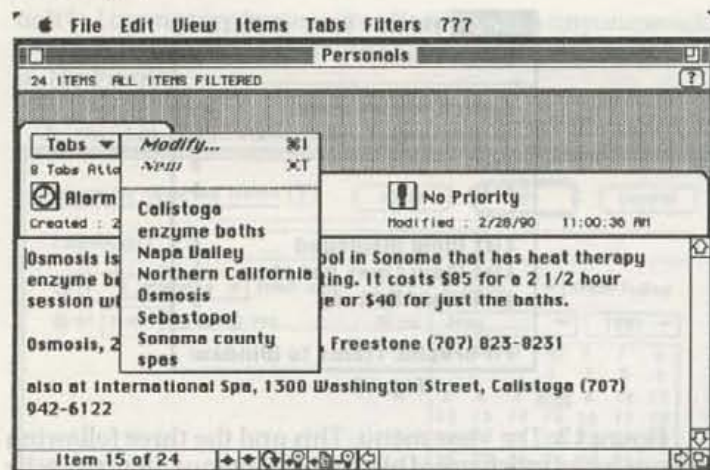 File Edit View Items Tabs Filters ???
Personals
24 ITEMS ALL ITEMS FILTERED
?
Tabs
Modify... ⌘I
New ⌘T
8 Tabs Atta
Calistoga
enzyme baths
Napa Valley
Northern California
Osmosis
Sebastopol
Sonoma county
spas
Alarm
No Priority
Created : 2
Modified : 2/28/90 11:00:36 AM
Osmosis is ool in Sonoma that has heat therapy
enzyme ba ing. It costs $85 for a 2 1/2 hour
session w e or $40 for just the baths.
Osmosis, 2 , Freestone (707) 823-8231
also at International Spa, 1300 Washington Street, Calistoga (707)
942-6122
Item 15 of 24